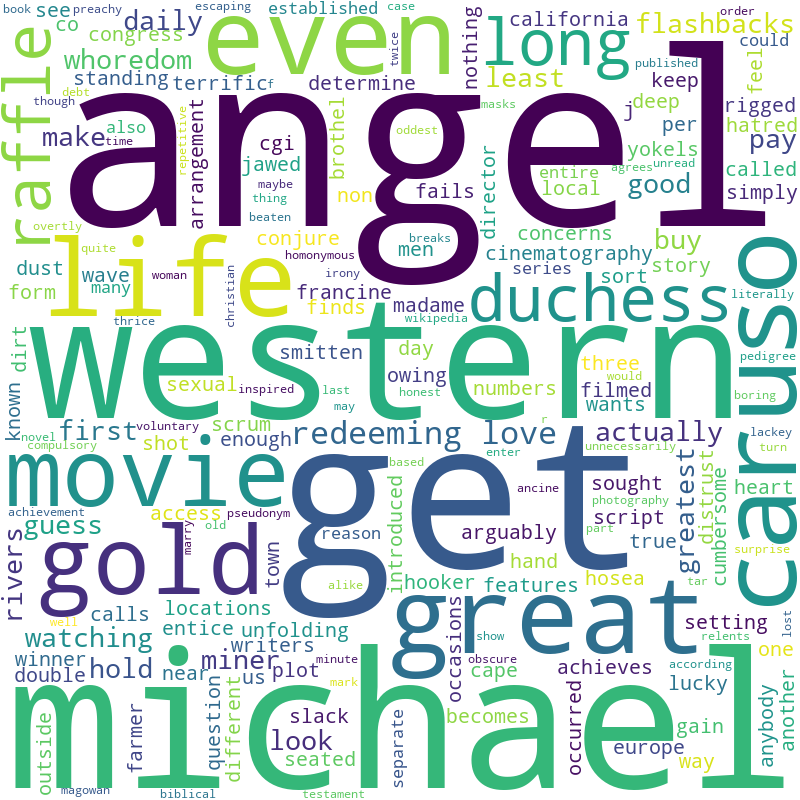 book preachy
escaping
case
order
established
see
daily
co
even
long
california
flashbacks
congress
whoredom
nothing
could
standing
terrific
f
twice
published
raffle
though
debt
determine
least
keep
feel
angel
masks
deep
rigged
make
time
also
repetitive
arrangement
brothel
oddest
j
hatred
per
pay
cgi
jawed
maybe
thing
beaten
non
fails
director
entire
local
agrees
unread
yokels
called
good
simply
overtly
quite
life
conjure
men
breaks
concerns
buy
dust
wave
woman
homonymous
irony
cinematography
series
sort
story
caruso
form
many
christian
francine
finds
madame
duchess
literally
thrice
wikipedia
western
dirt
smitten
day
three
would
pedigree
owing
numbers
filmed
sexual
inspired
last
honest
wants
boring
known
first
novel
compulsory
voluntary
scrum
may
r
lackey
turn
shot
enough
redeeming love
based
enter
unnecessarily
actually
movie
get
ancine
photography
sought
greatest
distrust
cumbersome
heart
achievement
guess
access
pseudonym
old
reason
introduced
arguably
script
part
hand
true
surprise
rivers
gold
marry
town
alike
hooker
features
hosea
tar
well
calls
locations
great
setting
relents
lost
watching
entice
unfolding
occasions
show
winner
hold
writers
minute
obscure
achieves
according
one
double
miner
near
us
plot
cape
lucky
anybody
another
michael
outside
farmer
question
different
mark
slack
look
seated
separate
becomes
occurred
gain
europe
way
magowan
biblical
testament